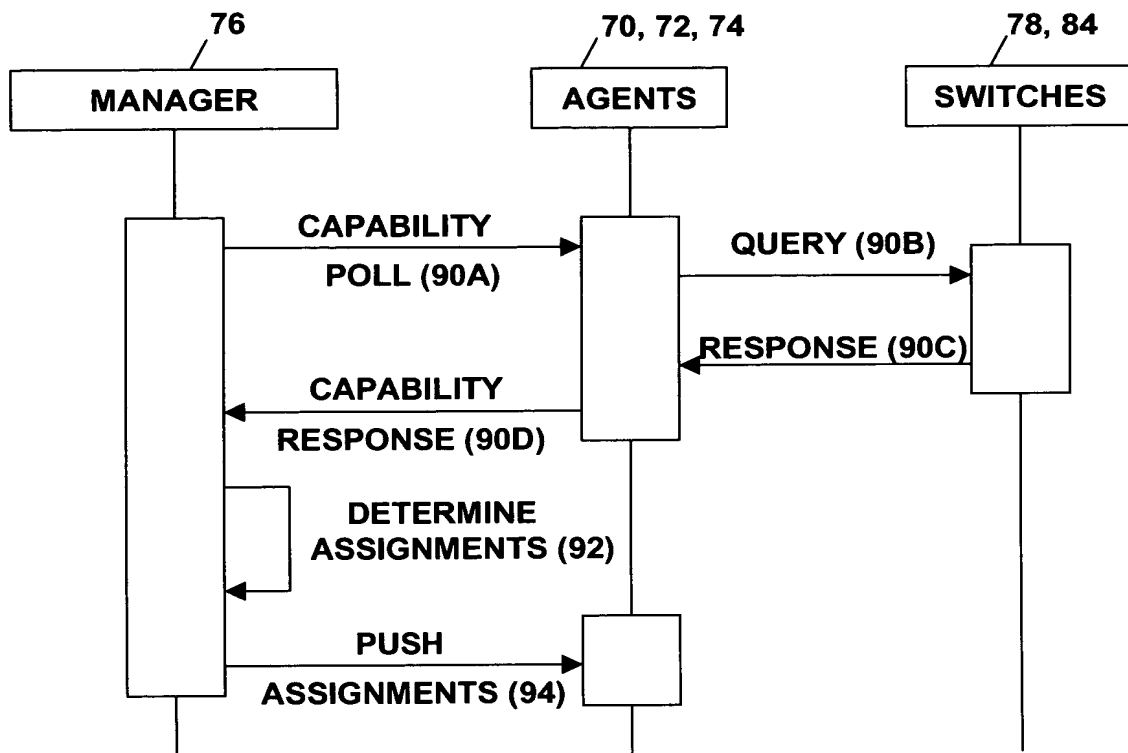 76
70, 72, 74
78, 84
MANAGER
AGENTS
SWITCHES
CAPABILITY
POLL (90A)
QUERY (90B)
RESPONSE (90C)
CAPABILITY
RESPONSE (90D)
DETERMINE
ASSIGNMENTS (92)
PUSH
ASSIGNMENTS (94)